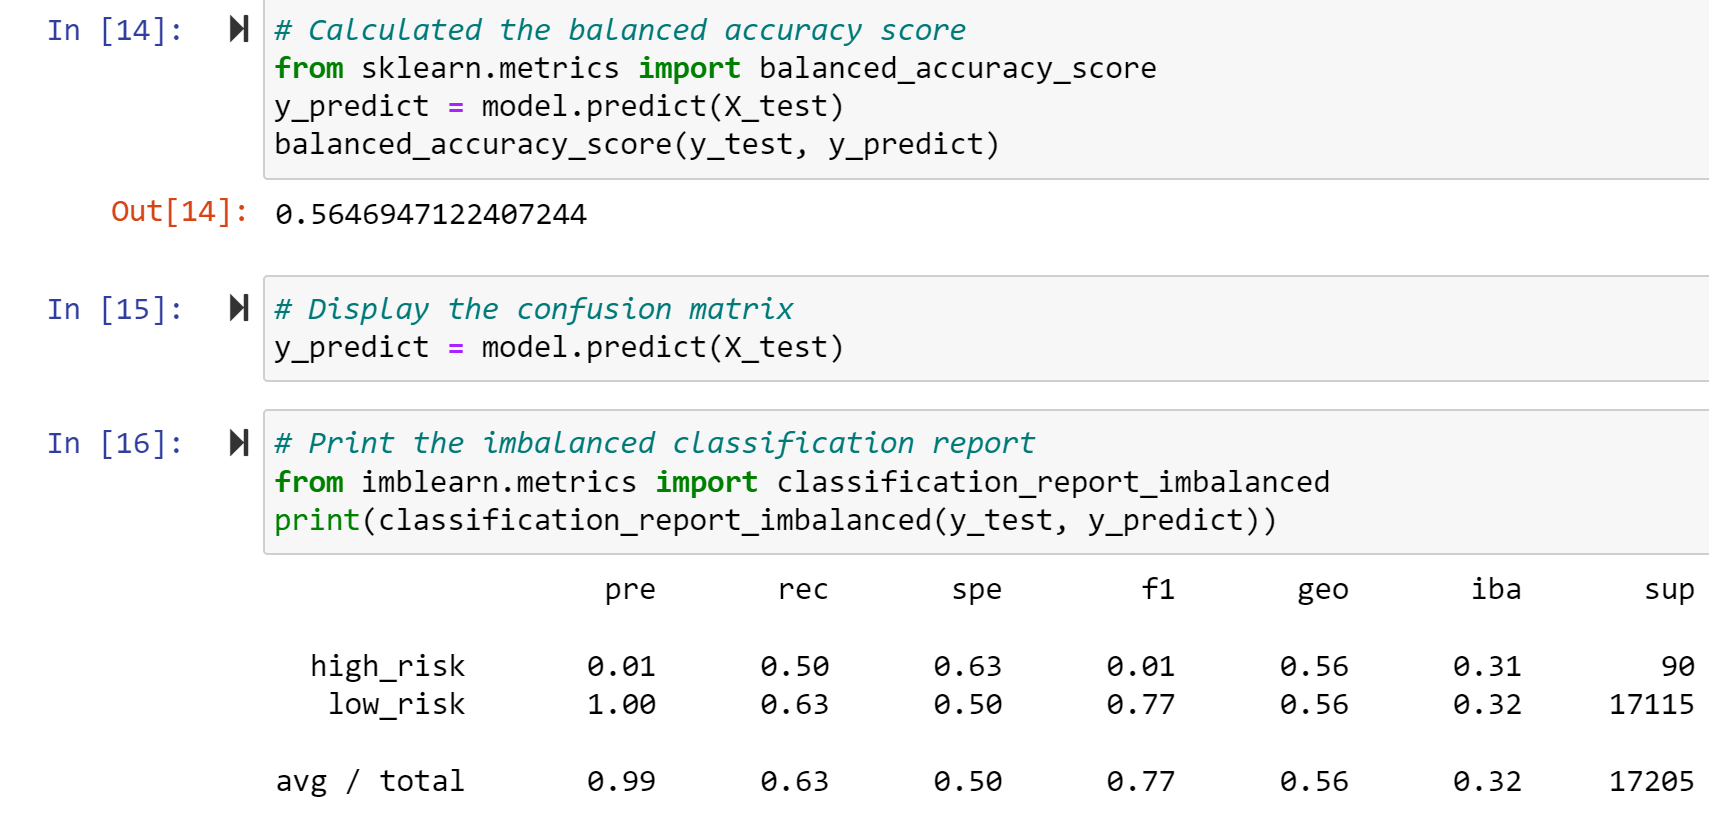 In [14]: # Calculated the balanced accuracy score
from sklearn.metrics import balanced_accuracy_score
y_predict = model.predict(X_test)
balanced_accuracy_score(y_test, y_predict)
Out[14]: 0.5646947122407244
In [15]: # Display the confusion matrix
y_predict = model.predict(X_test)
In [16]: # Print the imbalanced classification report
from imblearn.metrics import classification_report_imbalanced
print(classification_report_imbalanced(y_test, y_predict))
pre rec spe f1 geo iba sup
high_risk 0.01 0.50 0.63 0.01 0.56 0.31 90
low_risk 1.00 0.63 0.50 0.77 0.56 0.32 17115
avg / total 0.99 0.63 0.50 0.77 0.56 0.32 17205